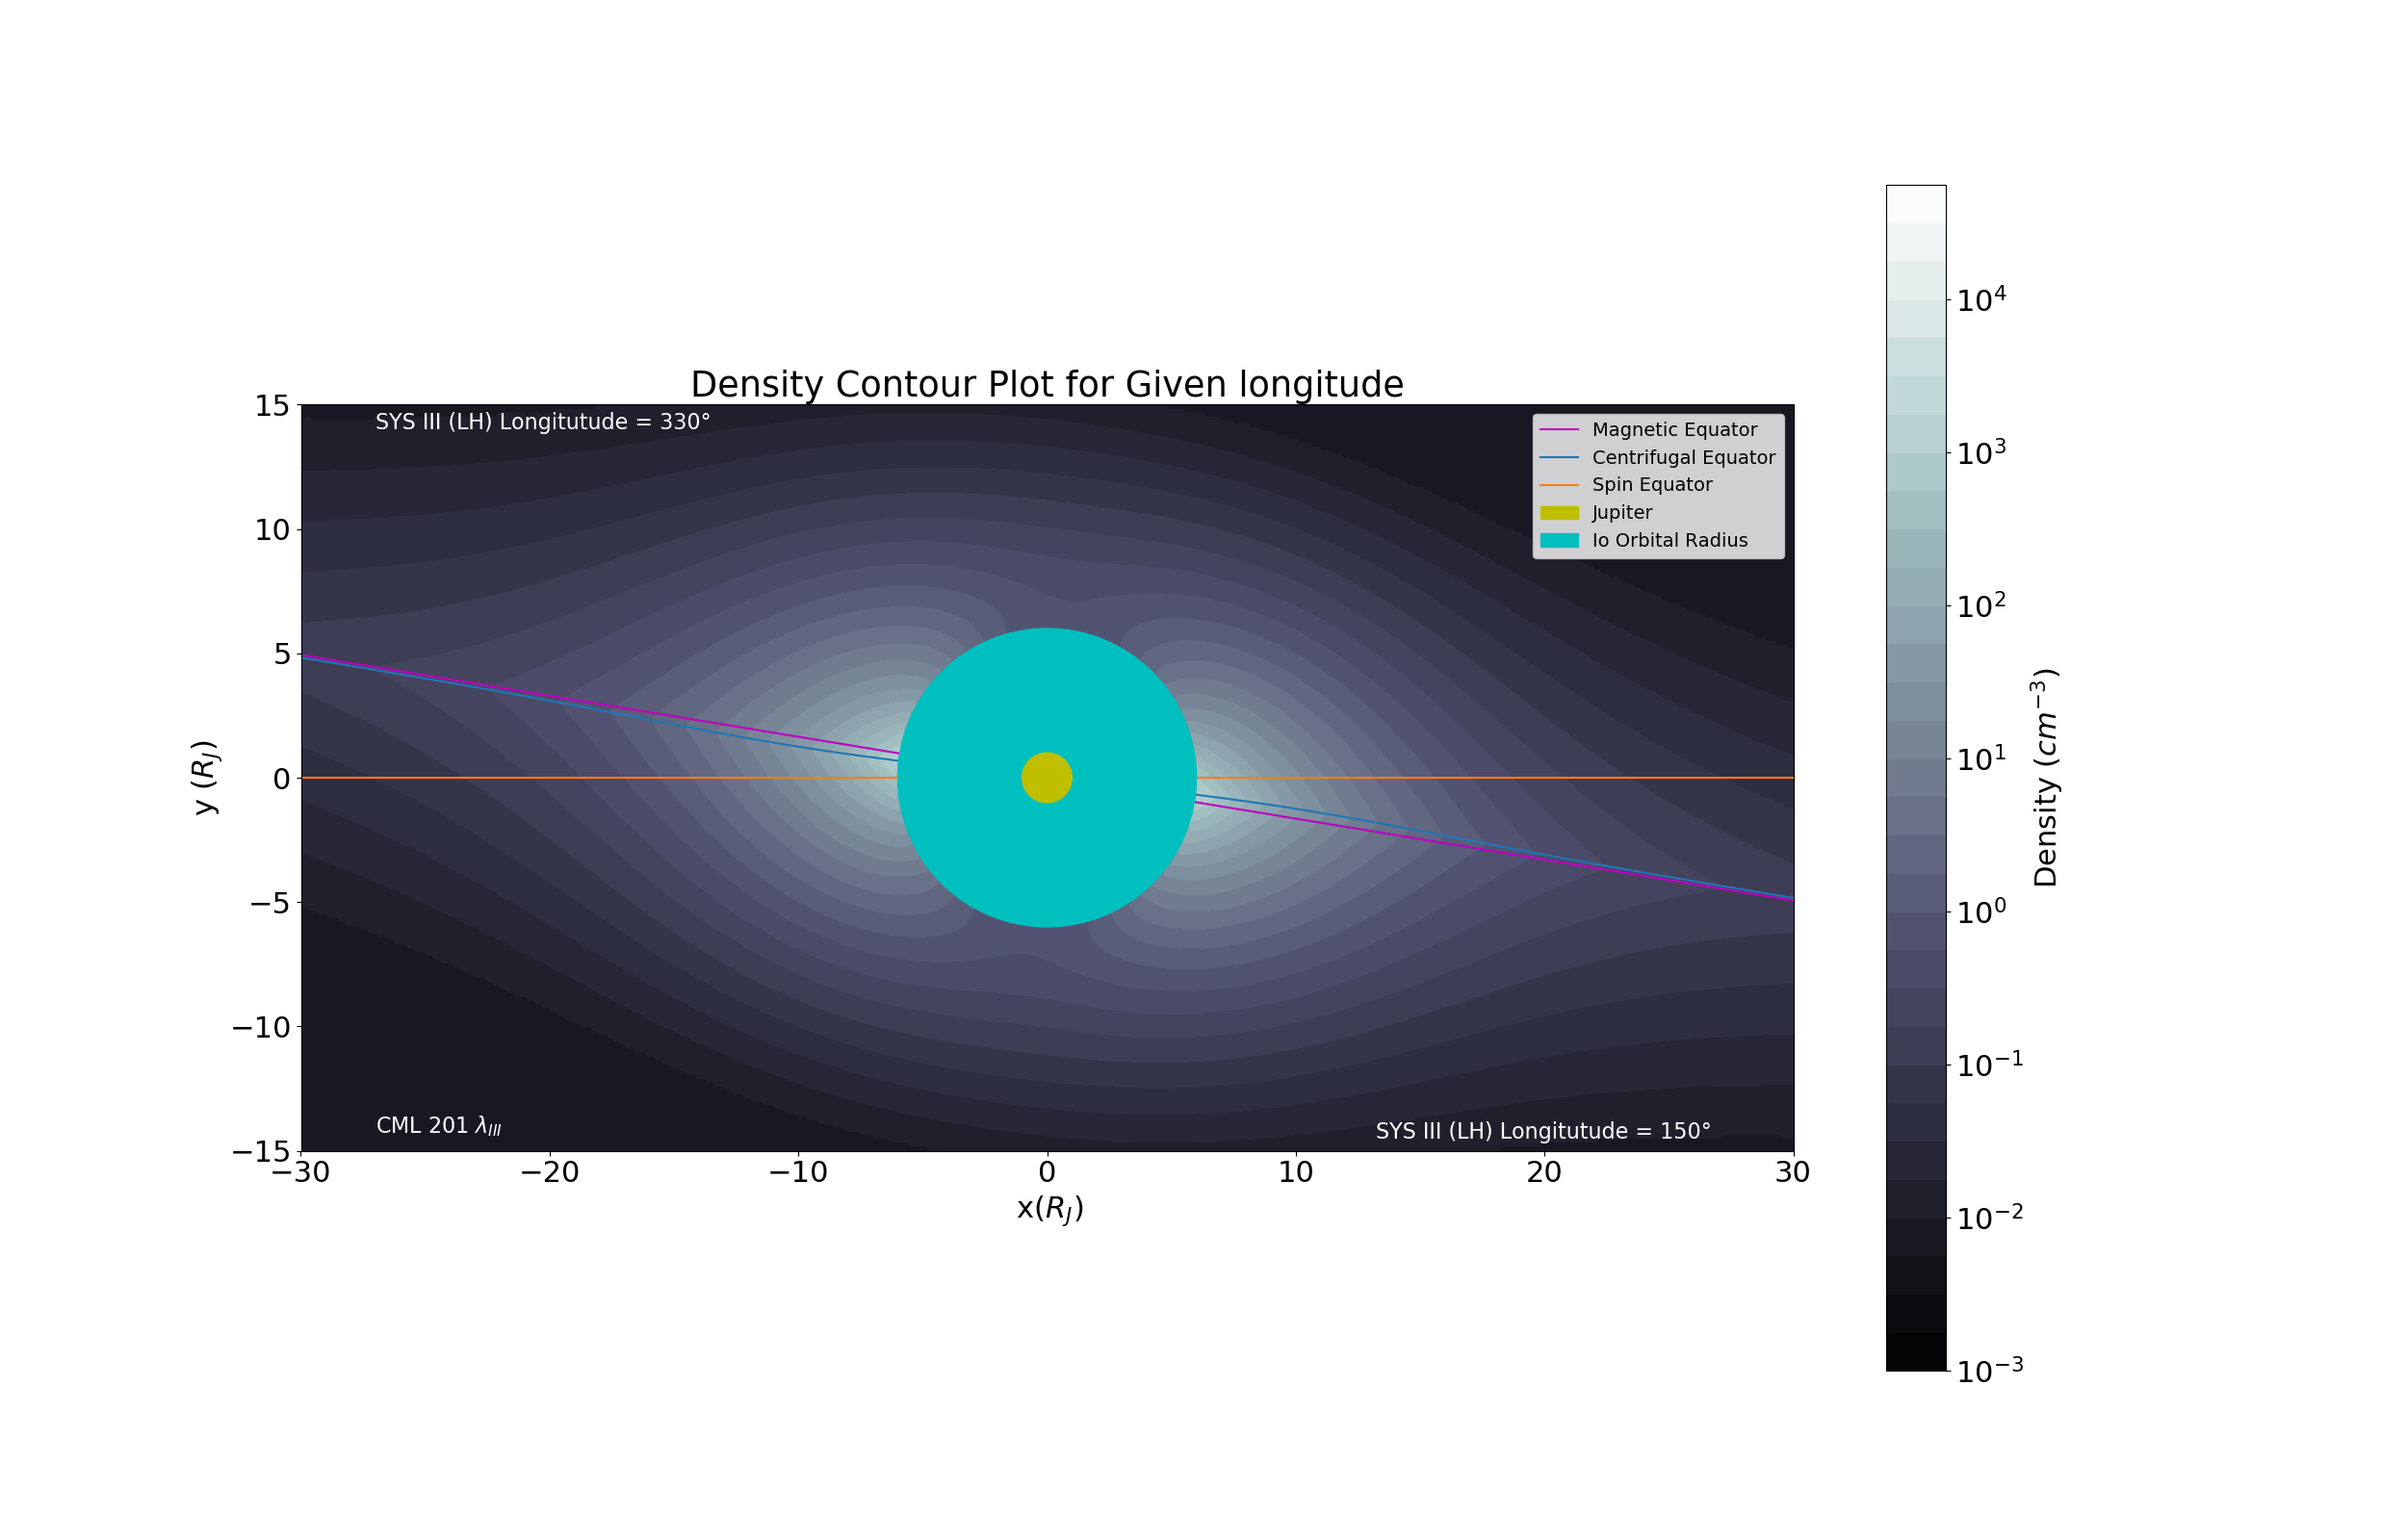 Density Contour Plot for Given longitude
SYS III (LH) Longitutude = 330°
Magnetic Equator
Centrifugal Equator
Spin Equator
Jupiter
Io Orbital Radius
CML 201 λ_{III}
SYS III (LH) Longitutude = 150°
15
10
5
0
−5
−10
−15
y (R_J)
−30
−20
−10
0
10
20
30
x(R_J)
10^4
10^3
10^2
10^1
10^0
10^{−1}
10^{−2}
10^{−3}
Density (cm^{−3})